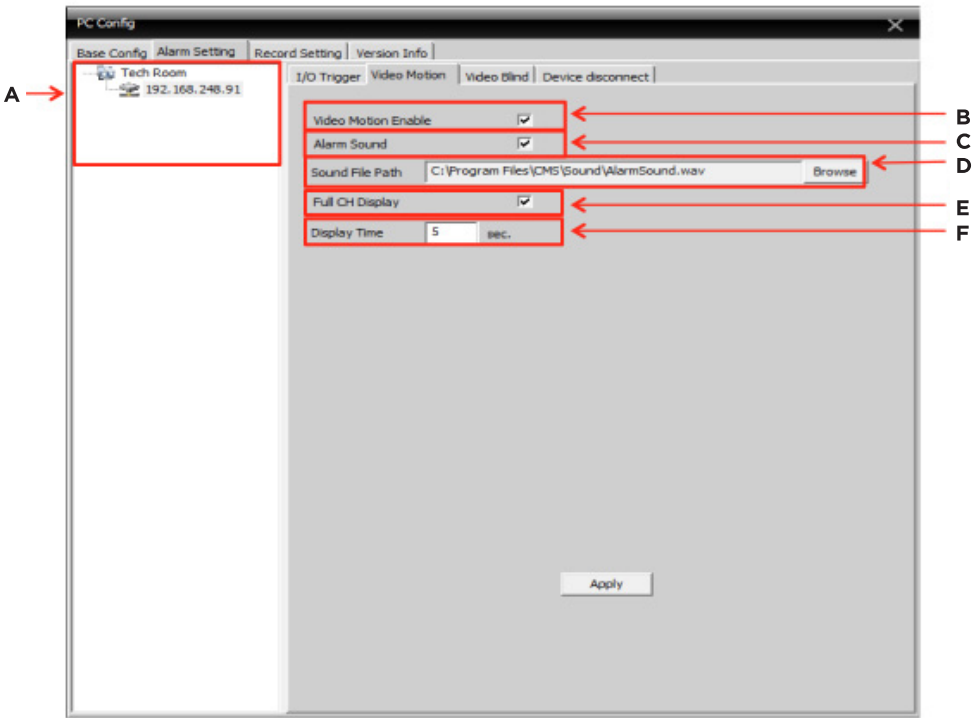 PC Config
Base Config Alarm Setting Record Setting Version Info
Tech Room
192.168.248.91
I/O Trigger Video Motion Video Blind Device disconnect
A
Video Motion Enable
B
Alarm Sound
C
Sound File Path C:\Program Files\CMS\Sound\AlarmSound.wav Browse
D
Full CH Display
E
Display Time 5 sec.
F
Apply